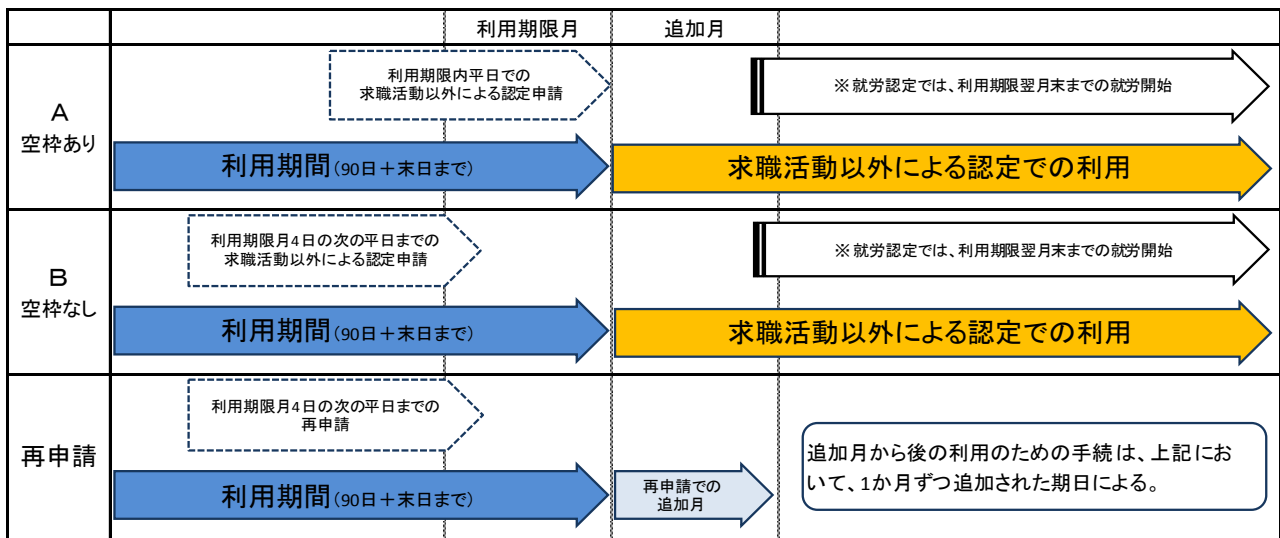 利用期限月
追加月
A
空枠あり
利用期限内平日での
求職活動以外による認定申請
※就労認定では、利用期限翌月末までの就労開始
利用期間(90日＋末日まで)
求職活動以外による認定での利用
B
空枠なし
利用期限月4日の次の平日までの
求職活動以外による認定申請
※就労認定では、利用期限翌月末までの就労開始
利用期間(90日＋末日まで)
求職活動以外による認定での利用
再申請
利用期限月4日の次の平日までの
再申請
利用期間(90日＋末日まで)
再申請での
追加月
追加月から後の利用のための手続は、上記にお
いて、1か月ずつ追加された期日による。